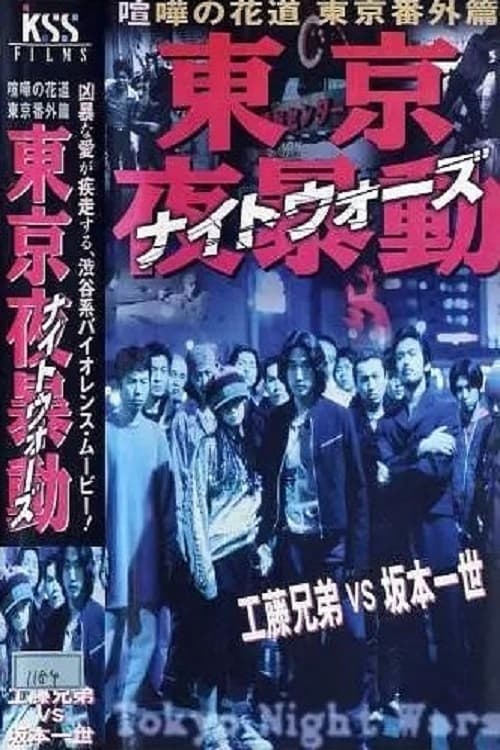 KSS
FILMS
喧嘩の花道
東京番外篇
凶暴な愛が疾走する、渋谷系バイオレンス・ムービー!
東京夜暴動
ナイトウォーズ
工藤兄弟
VS
坂本一世
喧嘩の花道 東京番外篇
東京
夜暴動
ナイトウォーズ
工藤兄弟 VS 坂本一世
Tokyo Night Wars